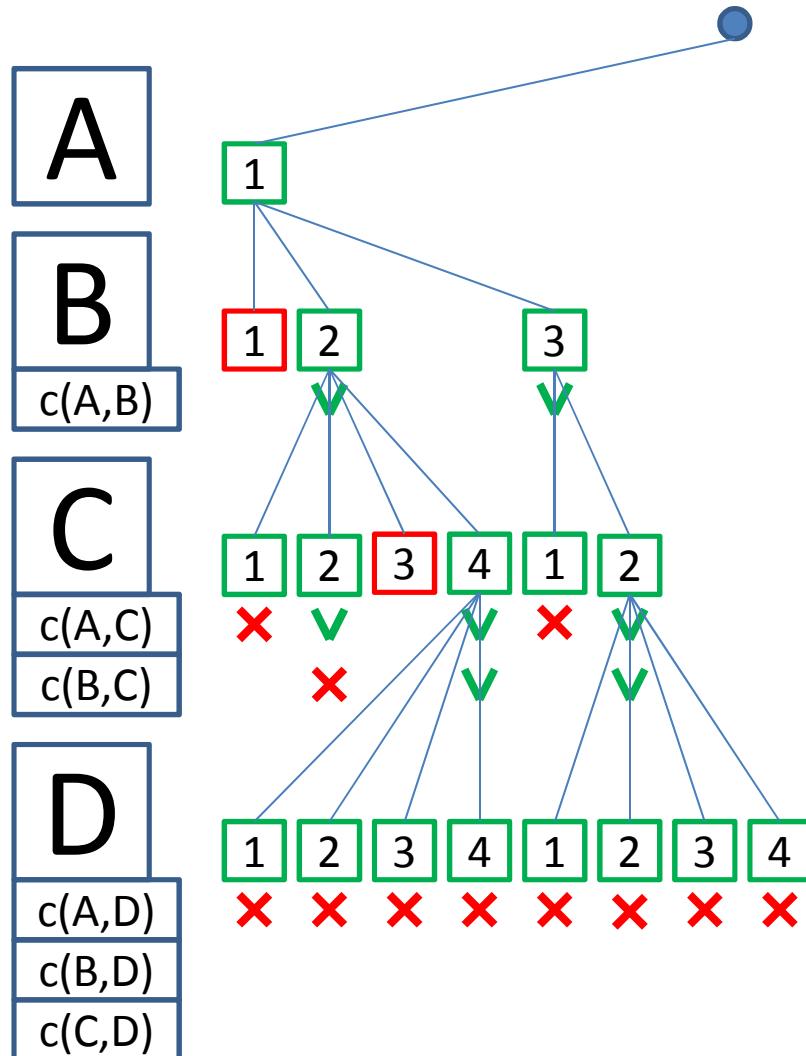 A
1
B
1 2 3
c(A,B)
C
1 2 3 4 1 2
c(A,C)
c(B,C)
D
1 2 3 4 1 2 3 4
c(A,D)
c(B,D)
c(C,D)